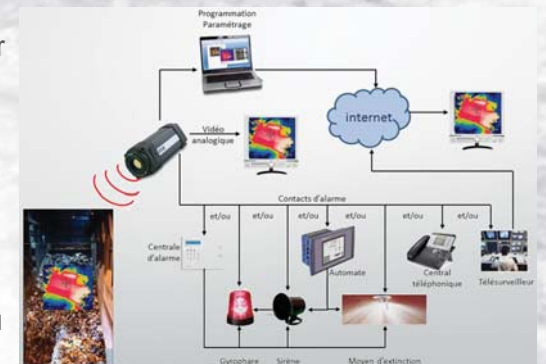 Programmation
Paramétrage
internet
Vidéo
analogique
Contacts d'alarme
et/ou
et/ou
et/ou
et/ou
et/ou
et/ou
Centrale
d'alarme
Automate
Central
téléphonique
Télésurveilleur
Gyrophare
Sirène
Moyen d'extinction